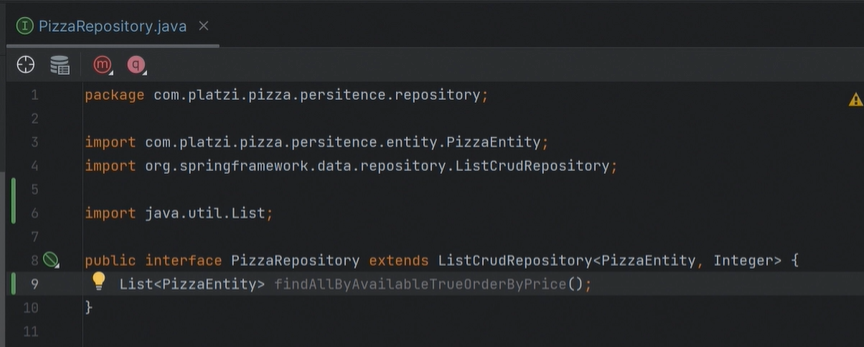 PizzaRepository.java
1 package com.platzi.pizza.persitence.repository;
2
3 import com.platzi.pizza.persitence.entity.PizzaEntity;
4 import org.springframework.data.repository.ListCrudRepository;
5
6 import java.util.List;
7
8 public interface PizzaRepository extends ListCrudRepository<PizzaEntity, Integer> {
9 List<PizzaEntity> findAllByAvailableTrueOrderByPrice();
10 }
11